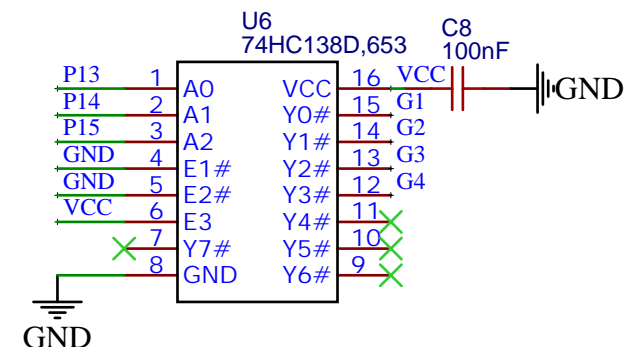 U6
74HC138D,653
C8
100nF
P13 1 A0 VCC 16 VCC GND
P14 2 A1 Y0# 15 G1
P15 3 A2 Y1# 14 G2
GND 4 E1# Y2# 13 G3
GND 5 E2# Y3# 12 G4
VCC 6 E3 Y4# 11
7 Y7# Y5# 10
8 GND Y6# 9
GND